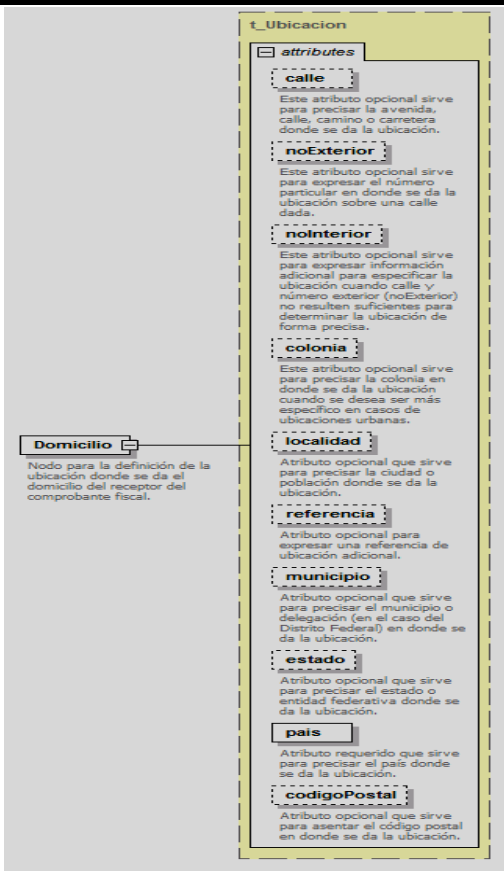 t_Ubicacion
attributes
calle
Este atributo opcional sirve
para precisar la avenida,
calle, camino o carretera
donde se da la ubicación.
noExterior
Este atributo opcional sirve
para expresar el número
particular en donde se da la
ubicación sobre una calle
dada.
noInterior
Este atributo opcional sirve
para expresar información
adicional para especificar la
ubicación cuando calle y
número exterior (noExterior)
no resulten suficientes para
determinar la ubicación de
forma precisa.
colonia
Este atributo opcional sirve
para precisar la colonia en
donde se da la ubicación
cuando se desea ser más
específico en casos de
ubicaciones urbanas.
Domicilio
Nodo para la definición de la
ubicación donde se da el
domicilio del receptor del
comprobante fiscal.
localidad
Atributo opcional que sirve
para precisar la ciudad o
población donde se da la
ubicación.
referencia
Atributo opcional para
expresar una referencia de
ubicación adicional.
municipio
Atributo opcional que sirve
para precisar el municipio o
delegación (en el caso del
Distrito Federal) en donde se
da la ubicación.
estado
Atributo opcional que sirve
para precisar el estado o
entidad federativa donde se
da la ubicación.
pais
Atributo requerido que sirve
para precisar el país donde
se da la ubicación.
codigoPostal
Atributo opcional que sirve
para asentar el código postal
en donde se da la ubicación.